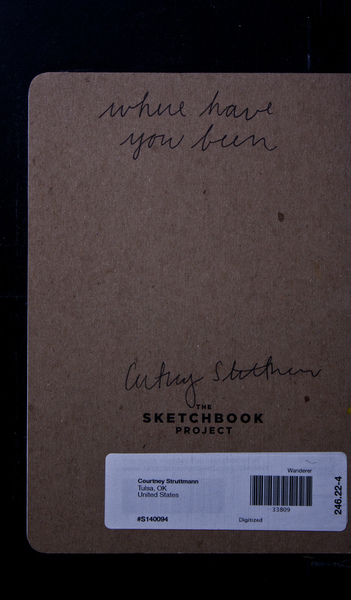 where have
you been
Courtney Struttmann
THE
SKETCHBOOK
PROJECT
Wanderer
Courtney Struttmann
Tulsa, OK
United States
33809
#S140094
Digitized
246.22-4